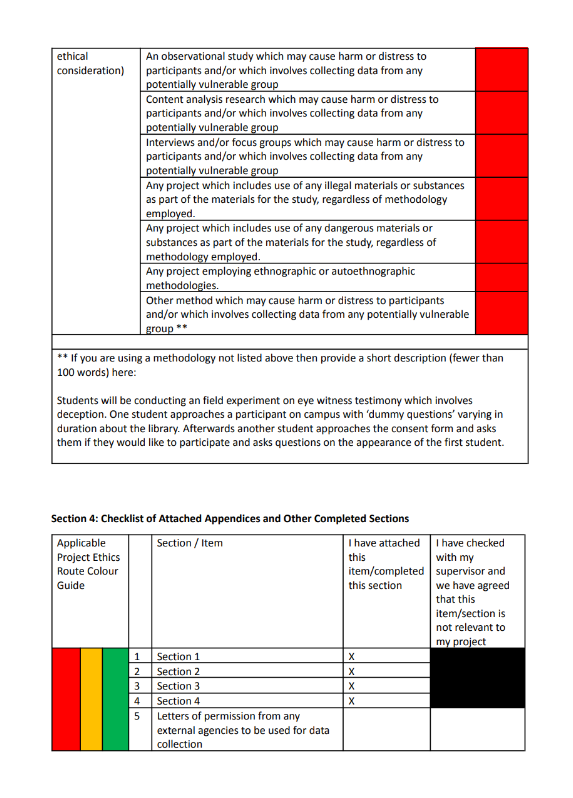 ethical
consideration)
An observational study which may cause harm or distress to
participants and/or which involves collecting data from any
potentially vulnerable group
Content analysis research which may cause harm or distress to
participants and/or which involves collecting data from any
potentially vulnerable group
Interviews and/or focus groups which may cause harm or distress to
participants and/or which involves collecting data from any
potentially vulnerable group
Any project which includes use of any illegal materials or substances
as part of the materials for the study, regardless of methodology
employed.
Any project which includes use of any dangerous materials or
substances as part of the materials for the study, regardless of
methodology employed.
Any project employing ethnographic or autoethnographic
methodologies.
Other method which may cause harm or distress to participants
and/or which involves collecting data from any potentially vulnerable
group **
** If you are using a methodology not listed above then provide a short description (fewer than
100 words) here:
Students will be conducting an field experiment on eye witness testimony which involves
deception. One student approaches a participant on campus with ‘dummy questions’ varying in
duration about the library. Afterwards another student approaches the consent form and asks
them if they would like to participate and asks questions on the appearance of the first student.
Section 4: Checklist of Attached Appendices and Other Completed Sections
Applicable
Project Ethics
Route Colour
Guide
Section / Item
I have attached
this
item/completed
this section
I have checked
with my
supervisor and
we have agreed
that this
item/section is
not relevant to
my project
1 Section 1 X
2 Section 2 X
3 Section 3 X
4 Section 4 X
5 Letters of permission from any
external agencies to be used for data
collection